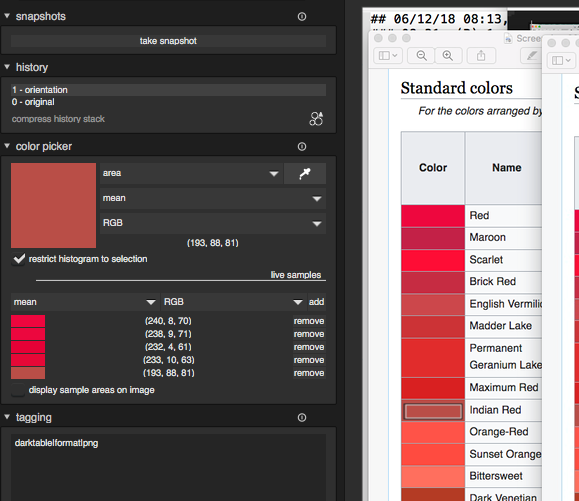 snapshots
take snapshot
history
1 - orientation
0 - original
compress history stack
color picker
area
mean
RGB
(193, 88, 81)
restrict histogram to selection
live samples
mean RGB add
(240, 8, 70) remove
(238, 9, 71) remove
(232, 4, 61) remove
(233, 10, 63) remove
(193, 88, 81) remove
display sample areas on image
tagging
darktable|format|png
## 06/12/18 08:13,
Scree
Standard colors
For the colors arranged by
Color Name
Red
Maroon
Scarlet
Brick Red
English Vermili
Madder Lake
Permanent
Geranium Lake
Maximum Red
Indian Red
Orange-Red
Sunset Orange
Bittersweet
Dark Venetian